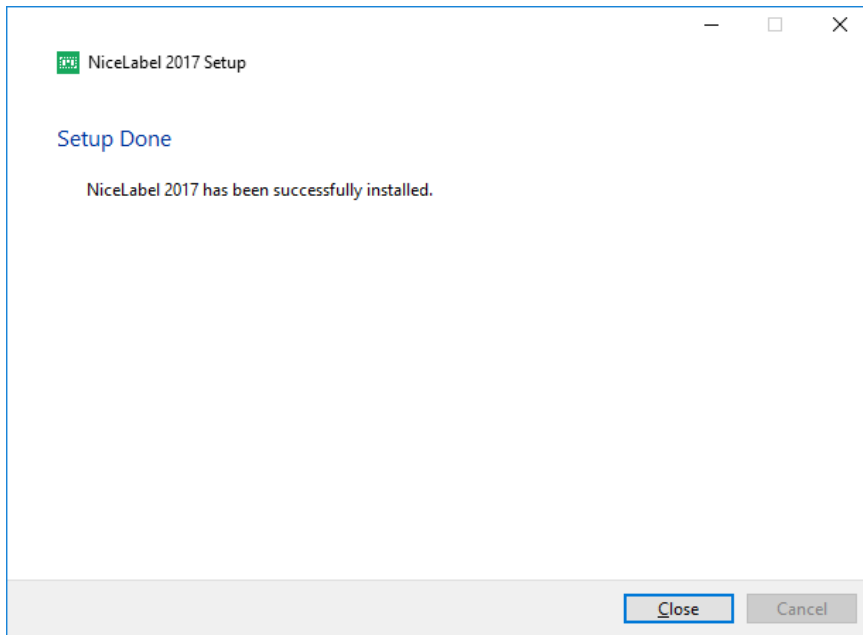 NiceLabel 2017 Setup
Setup Done
NiceLabel 2017 has been successfully installed.
Close
Cancel